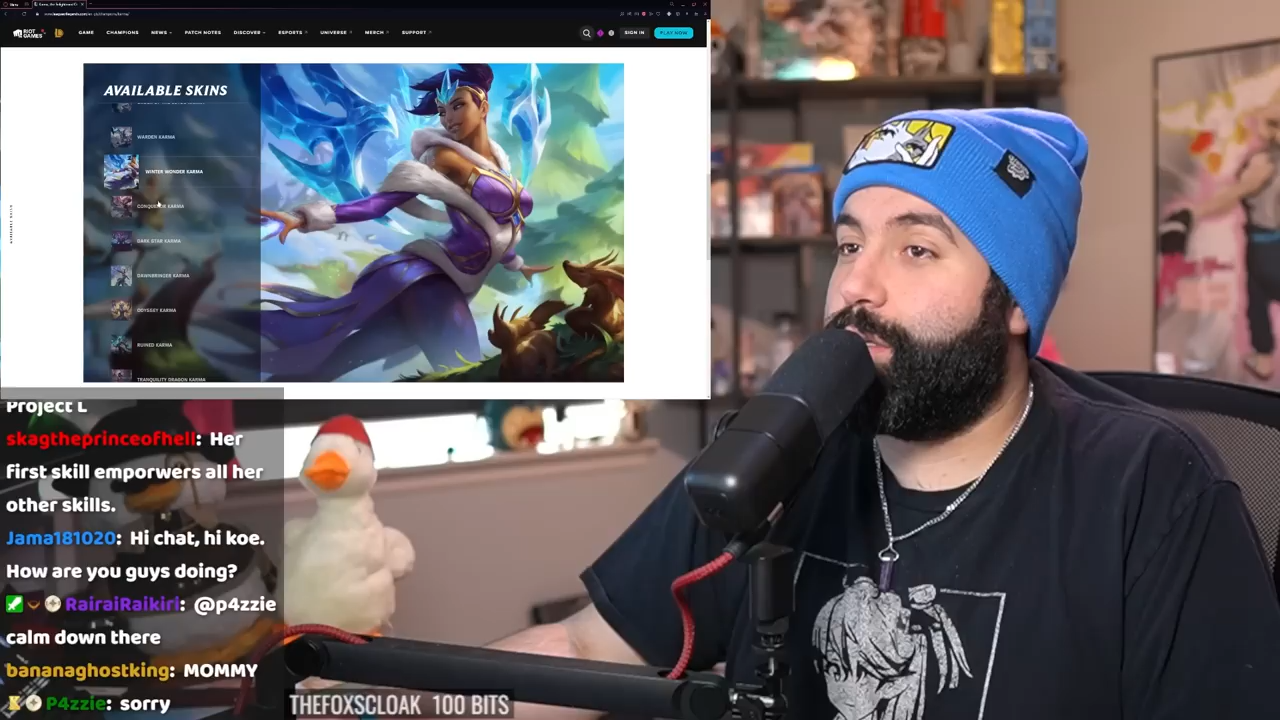 RIOT GAMES
GAME CHAMPIONS NEWS PATCH NOTES DISCOVER ESPORTS UNIVERSE MERCH SUPPORT SIGN IN PLAY NOW
AVAILABLE SKINS
WARDER KARMA
WINTER WONDER KARMA
CONQUEROR KARMA
DARK STAR KARMA
DAWNBRINGER KARMA
ODYSSEY KARMA
RUINED KARMA
TRANQUILITY DRAGON KARMA
Project L
skagtheprinceofhell: Her
first skill emporwers all her
other skills.
Jama181020: Hi chat, hi koe.
How are you guys doing?
RairaiRaikiri: @p4zzie
calm down there
bananaghostking: MOMMY
P4zzie: sorry
THEFOXSCLOAK 100 BITS